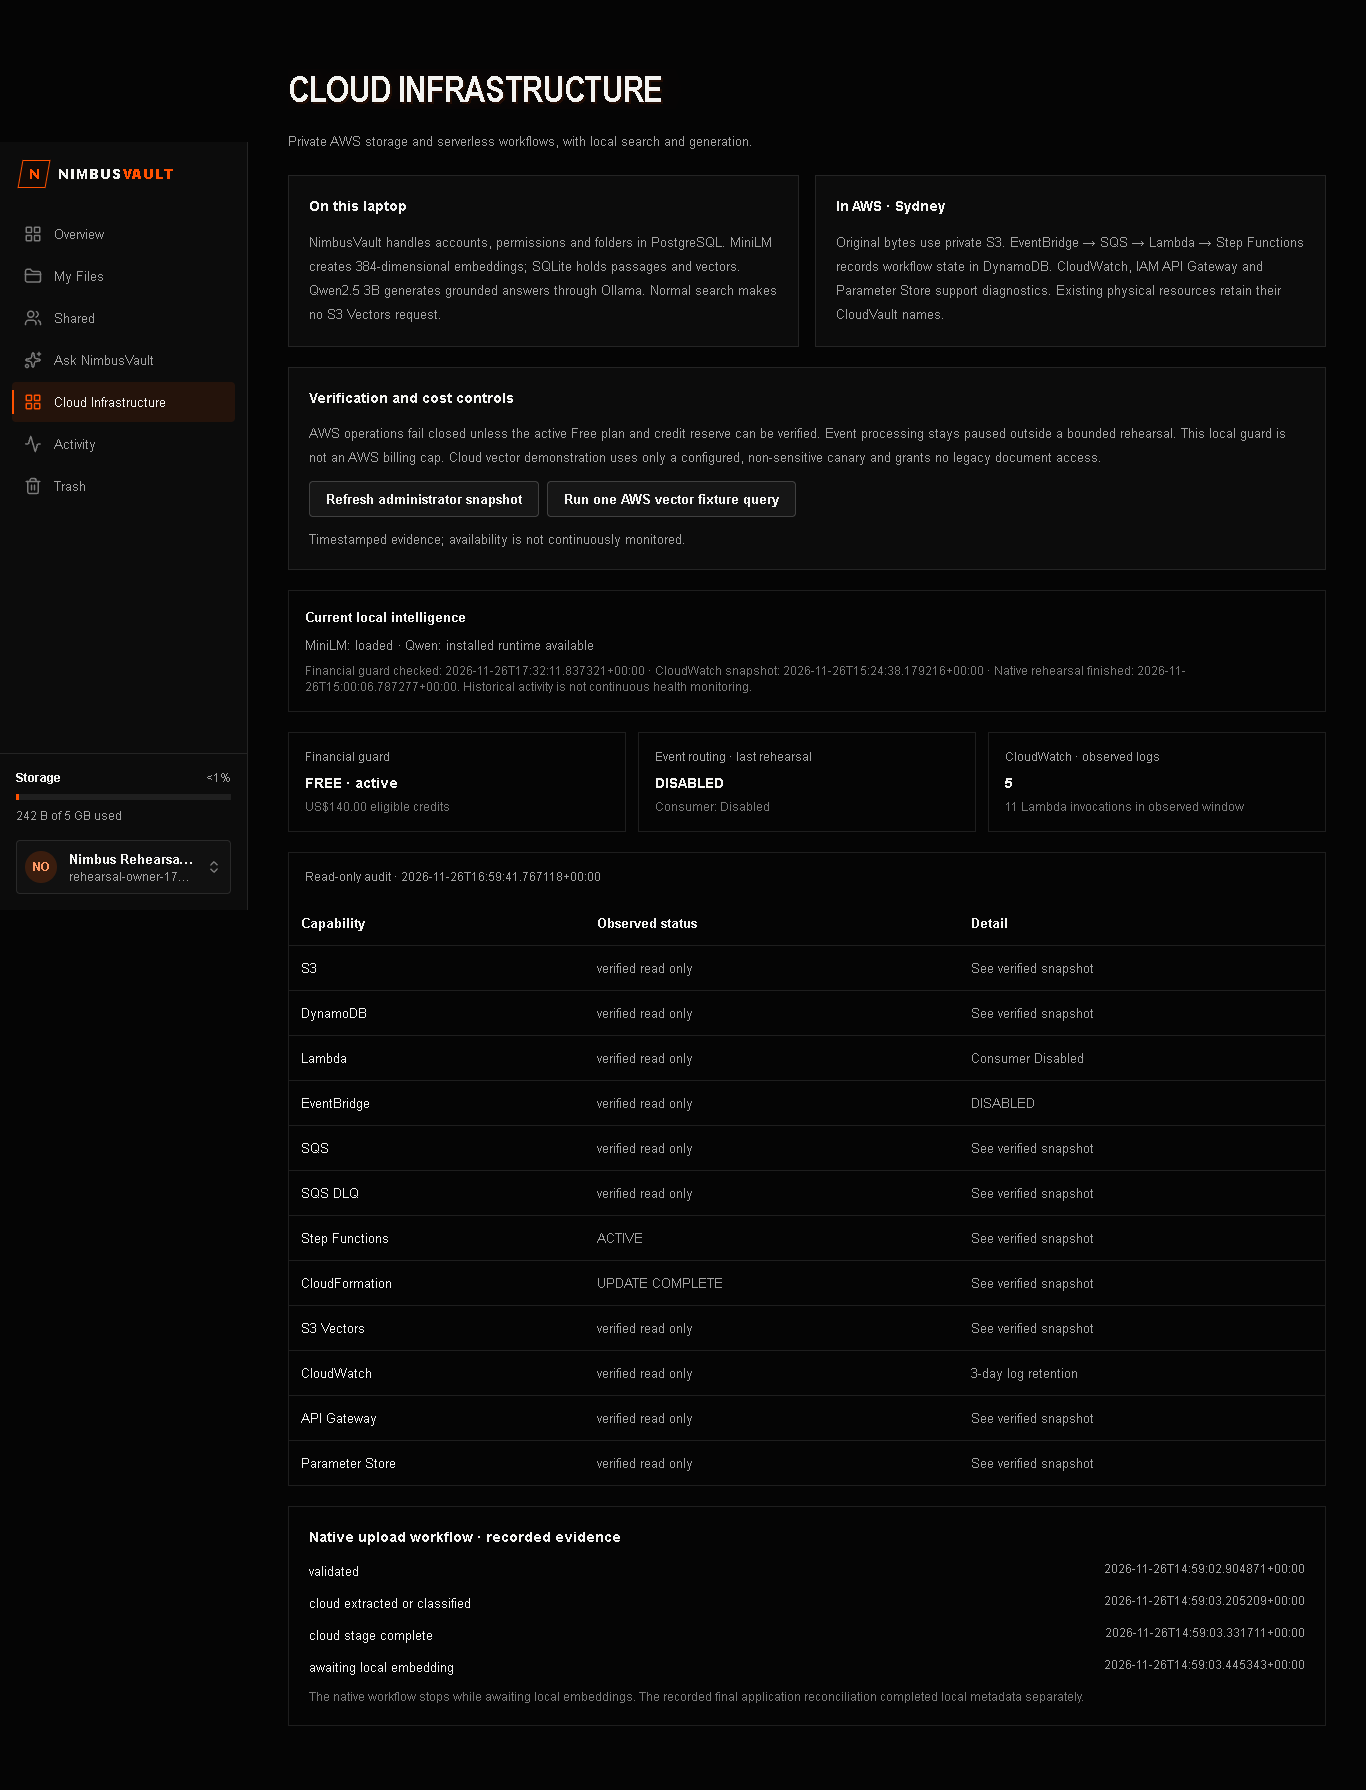 CLOUD INFRASTRUCTURE
Private AWS storage and serverless workflows, with local search and generation.
N NIMBUSVAULT
Overview
My Files
Shared
Ask NimbusVault
Cloud Infrastructure
Activity
Trash
Storage <1%
242 B of 5 GB used
NO
Nimbus Rehearsa...
rehearsal-owner-17...
On this laptop
NimbusVault handles accounts, permissions and folders in PostgreSQL. MiniLM
creates 384-dimensional embeddings; SQLite holds passages and vectors.
Qwen2.5 3B generates grounded answers through Ollama. Normal search makes
no S3 Vectors request.
In AWS · Sydney
Original bytes use private S3. EventBridge → SQS → Lambda → Step Functions
records workflow state in DynamoDB. CloudWatch, IAM API Gateway and
Parameter Store support diagnostics. Existing physical resources retain their
CloudVault names.
Verification and cost controls
AWS operations fail closed unless the active Free plan and credit reserve can be verified. Event processing stays paused outside a bounded rehearsal. This local guard is
not an AWS billing cap. Cloud vector demonstration uses only a configured, non-sensitive canary and grants no legacy document access.
Refresh administrator snapshot
Run one AWS vector fixture query
Timestamped evidence; availability is not continuously monitored.
Current local intelligence
MiniLM: loaded · Qwen: installed runtime available
Financial guard checked: 2026-11-26T17:32:11.837321+00:00 · CloudWatch snapshot: 2026-11-26T15:24:38.179216+00:00 · Native rehearsal finished: 2026-11-
26T15:00:06.787277+00:00. Historical activity is not continuous health monitoring.
Financial guard
FREE · active
US$140.00 eligible credits
Event routing · last rehearsal
DISABLED
Consumer: Disabled
CloudWatch · observed logs
5
11 Lambda invocations in observed window
Read-only audit · 2026-11-26T16:59:41.767118+00:00
Capability Observed status Detail
S3 verified read only See verified snapshot
DynamoDB verified read only See verified snapshot
Lambda verified read only Consumer Disabled
EventBridge verified read only DISABLED
SQS verified read only See verified snapshot
SQS DLQ verified read only See verified snapshot
Step Functions ACTIVE See verified snapshot
CloudFormation UPDATE COMPLETE See verified snapshot
S3 Vectors verified read only See verified snapshot
CloudWatch verified read only 3-day log retention
API Gateway verified read only See verified snapshot
Parameter Store verified read only See verified snapshot
Native upload workflow · recorded evidence
validated 2026-11-26T14:59:02.904871+00:00
cloud extracted or classified 2026-11-26T14:59:03.205209+00:00
cloud stage complete 2026-11-26T14:59:03.331711+00:00
awaiting local embedding 2026-11-26T14:59:03.445343+00:00
The native workflow stops while awaiting local embeddings. The recorded final application reconciliation completed local metadata separately.